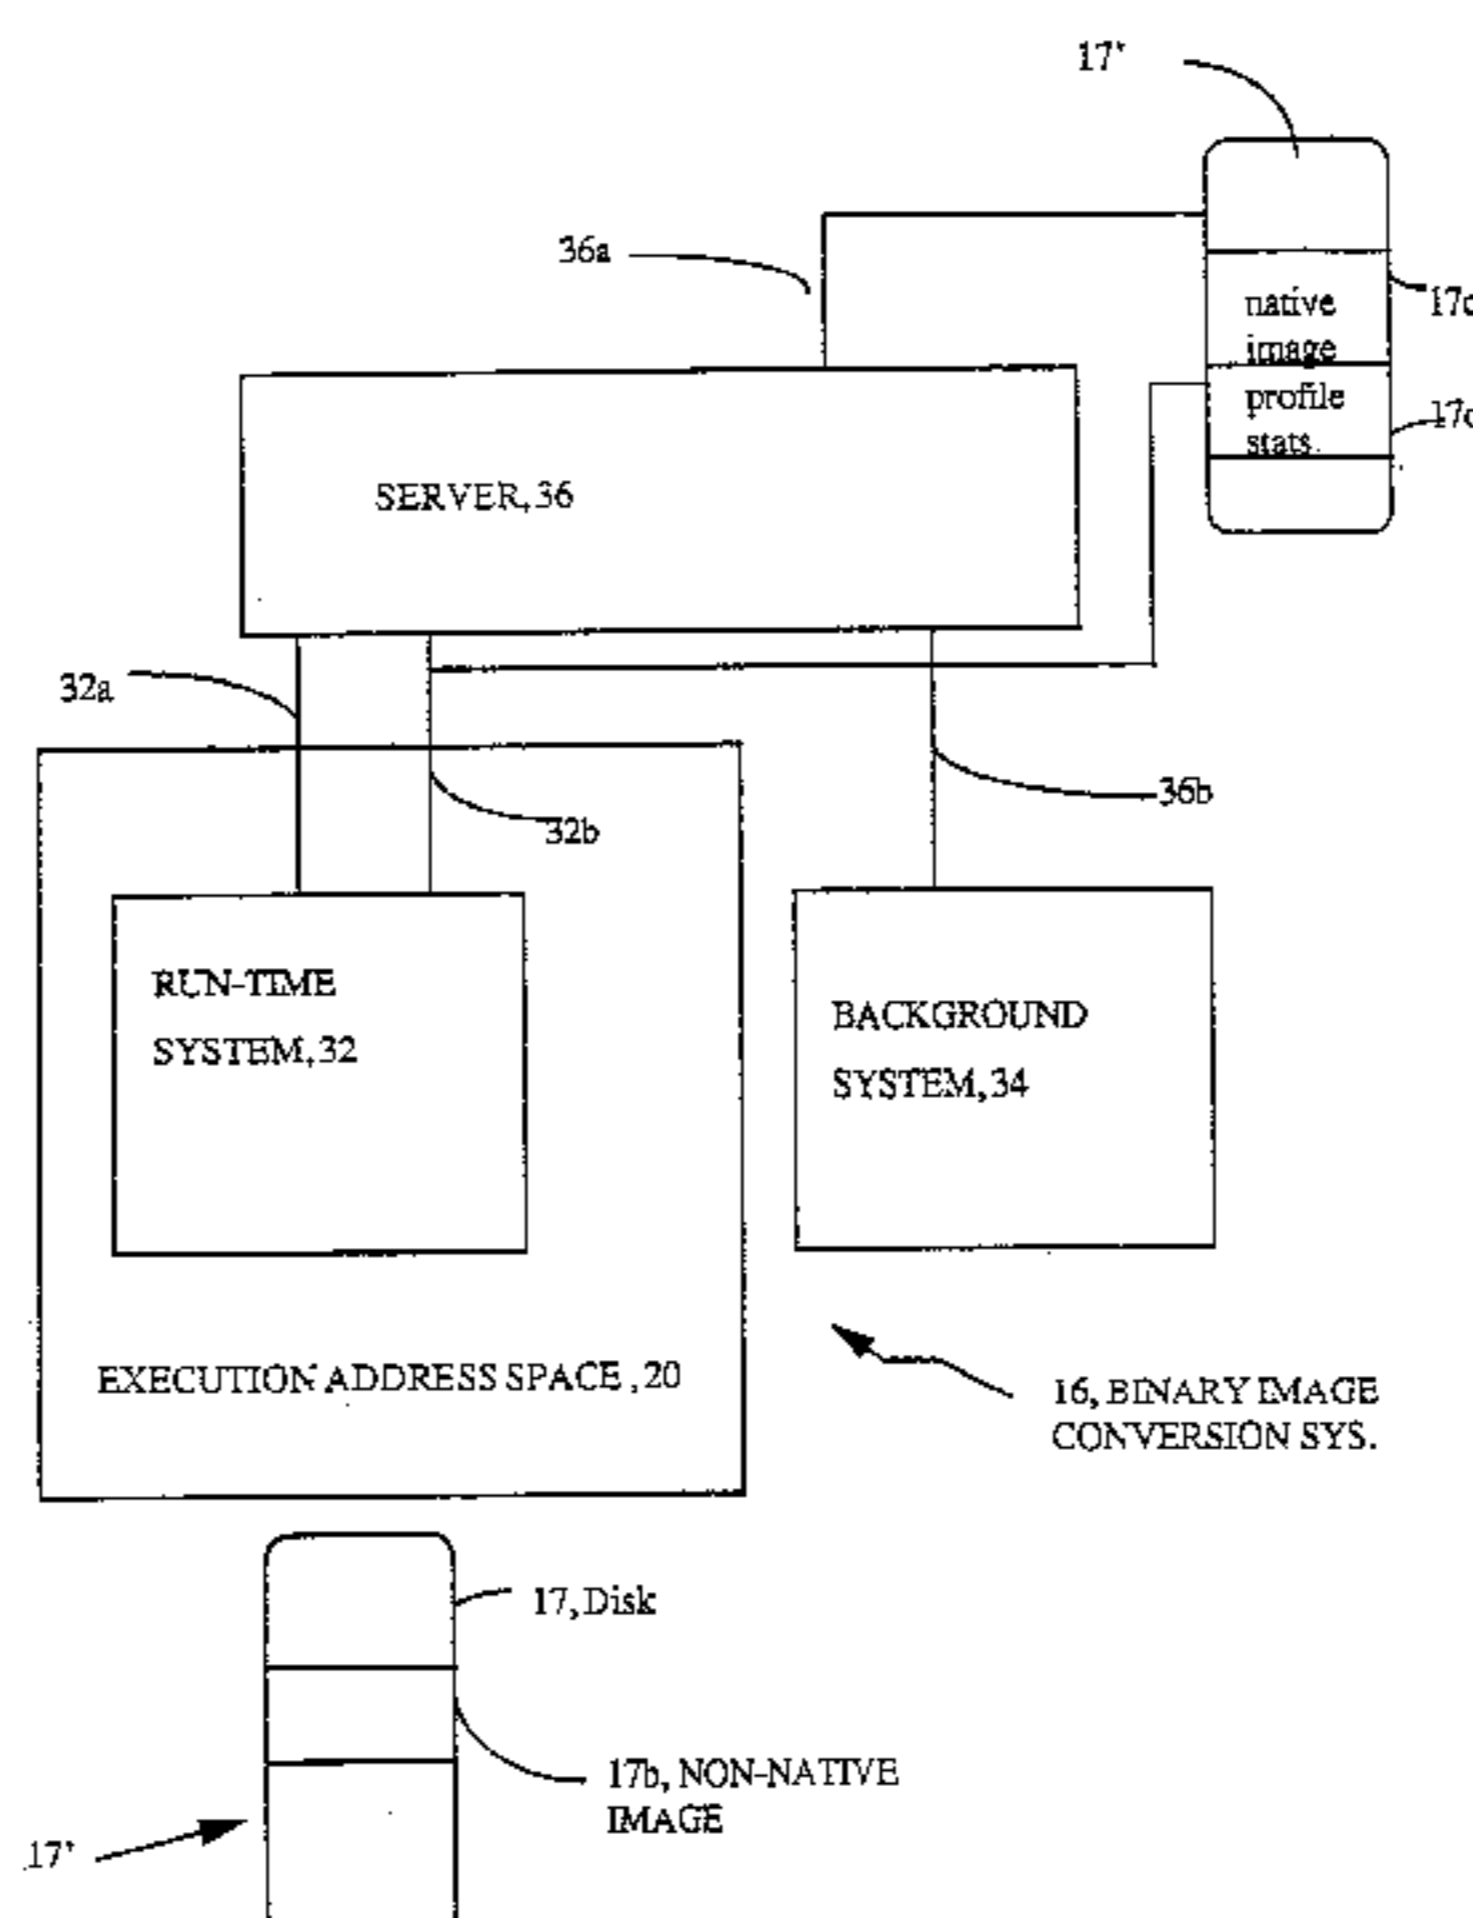 17'
36a
native
image
17c
profile
stats.
SERVER, 36
32a
36b
32b
RUN-TIME
SYSTEM, 32
BACKGROUND
SYSTEM, 34
EXECUTION ADDRESS SPACE , 20
16, BINARY IMAGE
CONVERSION SYS.
17, Disk
17b, NON-NATIVE
IMAGE
17'